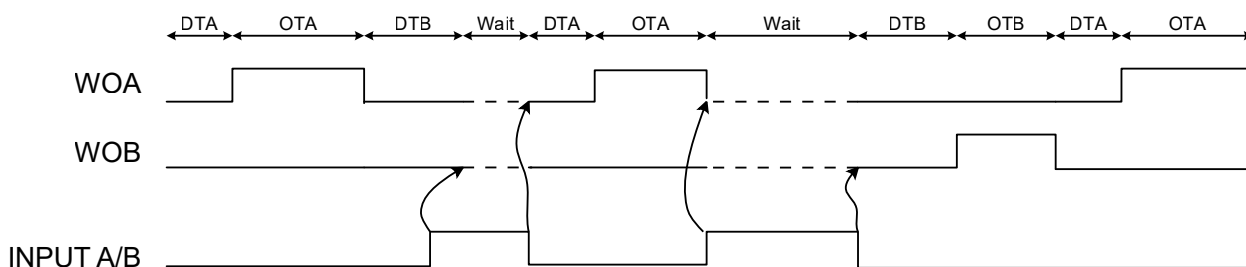 DTA OTA DTB Wait DTA OTA Wait DTB OTB DTA OTA
WOA
WOB
INPUT A/B